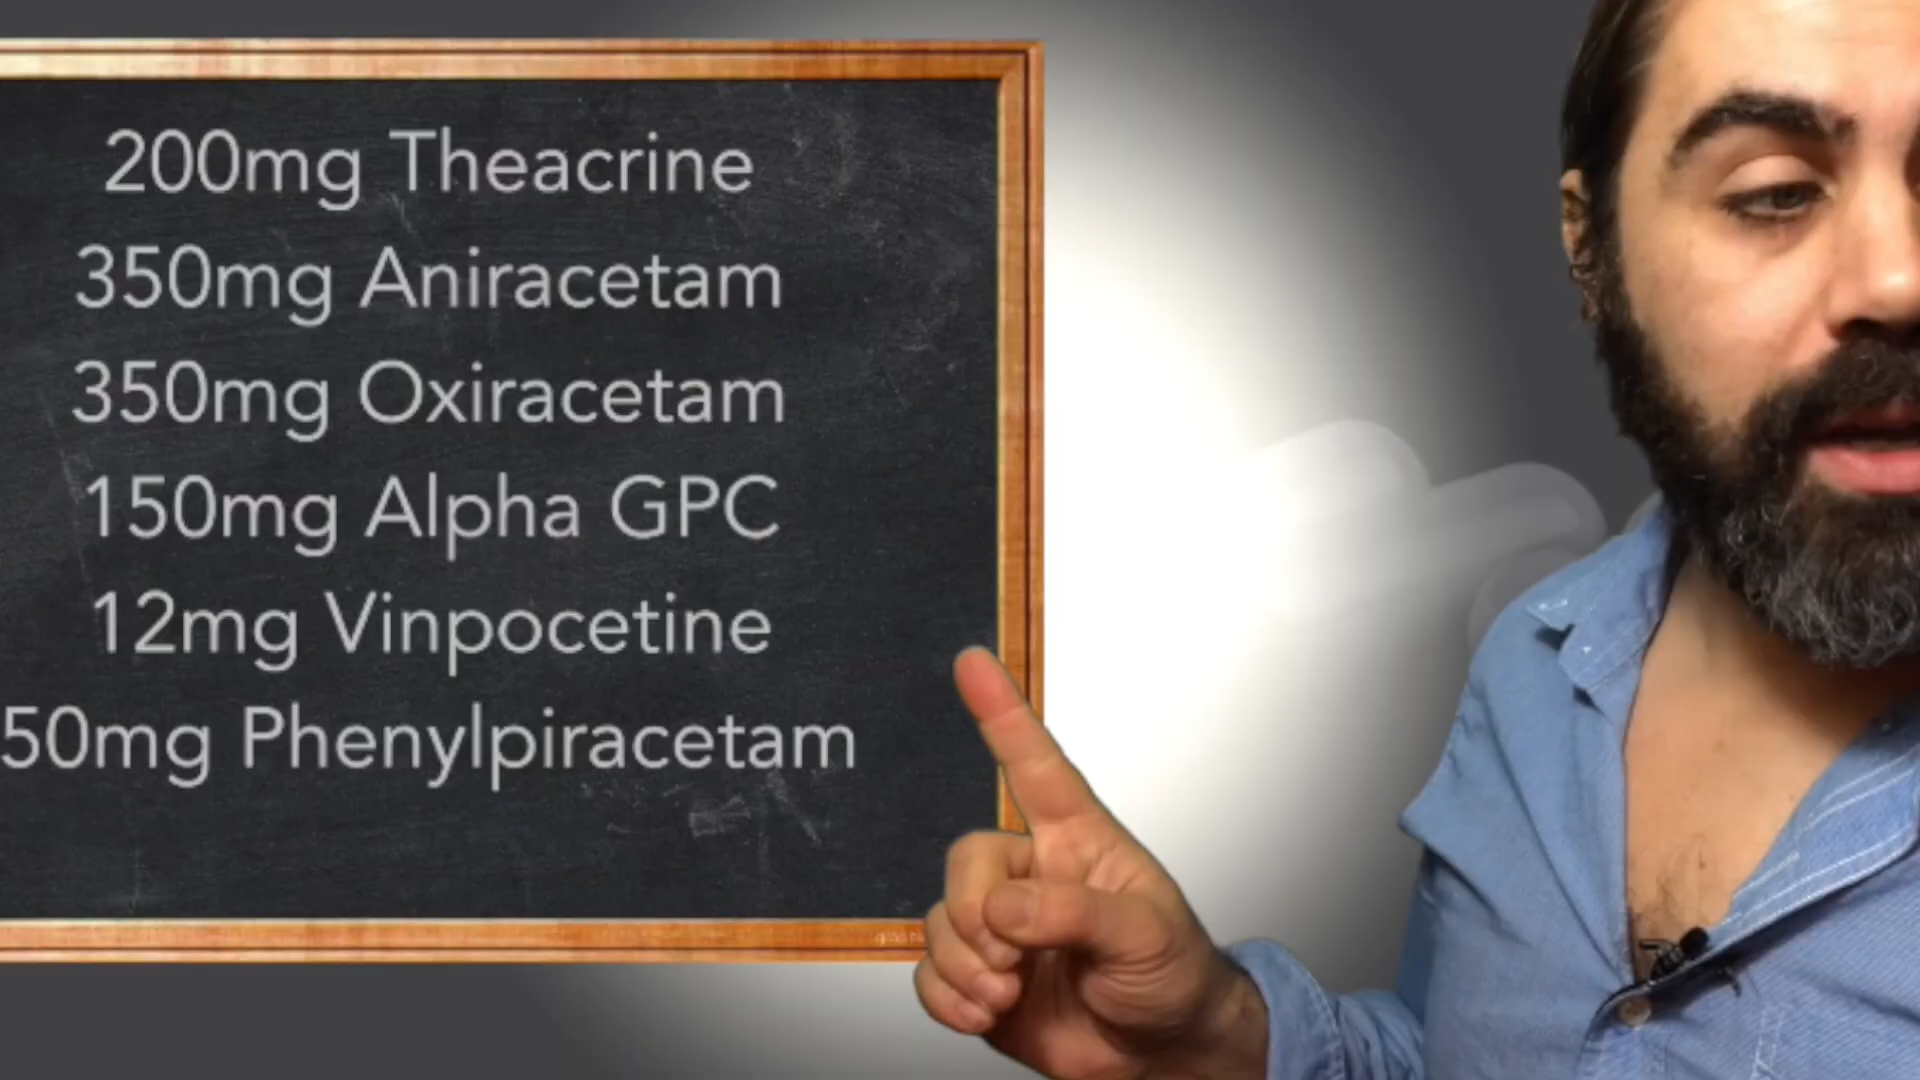 200mg Theacrine
350mg Aniracetam
350mg Oxiracetam
150mg Alpha GPC
12mg Vinpocetine
50mg Phenylpiracetam